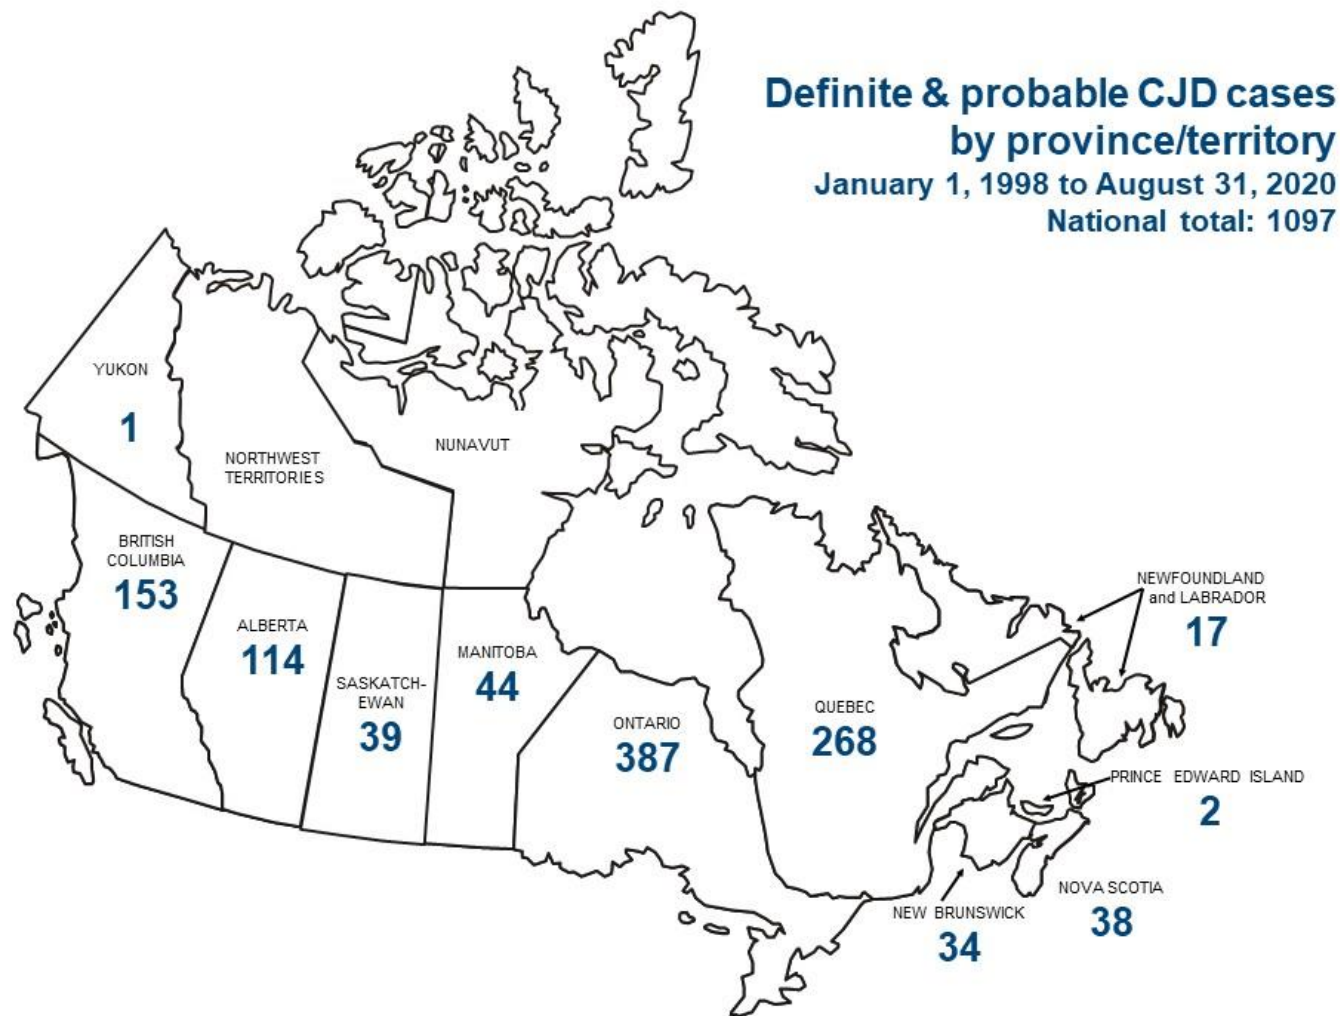 Definite & probable CJD cases
by province/territory
January 1, 1998 to August 31, 2020
National total: 1097
YUKON
1
NORTHWEST
TERRITORIES
NUNAVUT
BRITISH
COLUMBIA
153
ALBERTA
114
SASKATCH-
EWAN
39
MANITOBA
44
ONTARIO
387
QUEBEC
268
NEWFOUNDLAND
and LABRADOR
17
PRINCE EDWARD ISLAND
2
NOVA SCOTIA
38
NEW BRUNSWICK
34